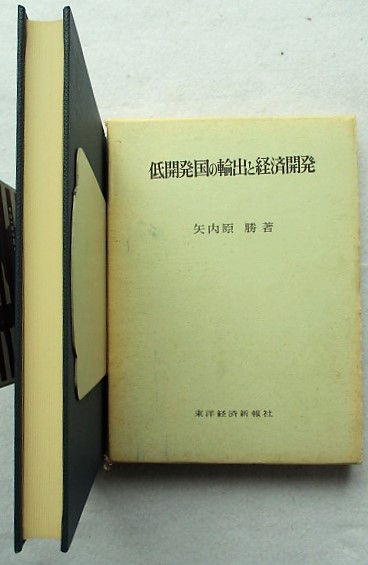 低開発国の輸出と経済開発
矢内原 勝著
東洋経済新報社